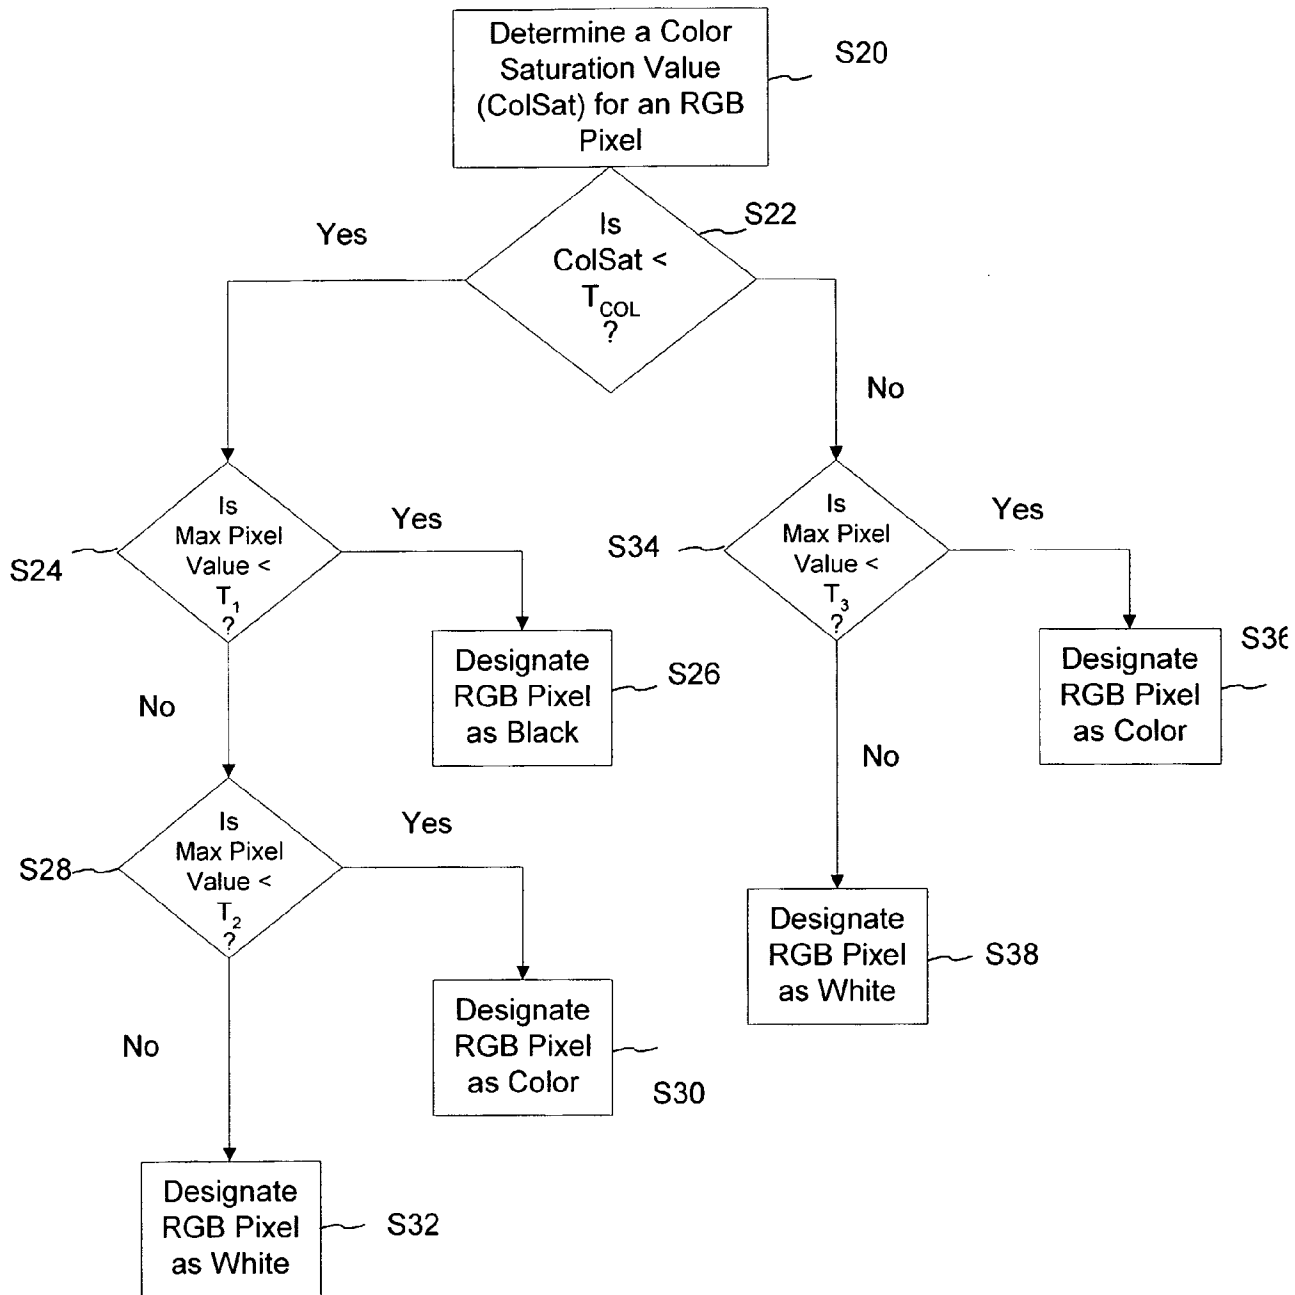 Determine a Color
Saturation Value
(ColSat) for an RGB
Pixel
S20
Is
ColSat <
TCOL
?
S22
Yes
No
Is
Max Pixel
Value <
T1
?
S24
Yes
Is
Max Pixel
Value <
T3
?
S34
Yes
Designate
RGB Pixel
as Black
S26
Designate
RGB Pixel
as Color
S36
No
No
Is
Max Pixel
Value <
T2
?
S28
Yes
Designate
RGB Pixel
as White
S38
Designate
RGB Pixel
as Color
S30
No
Designate
RGB Pixel
as White
S32